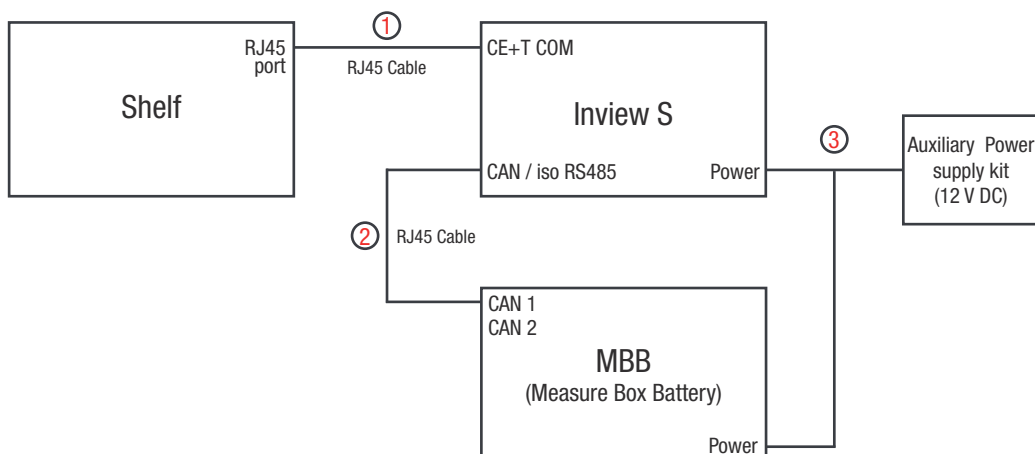 RJ45
port
Shelf
1
RJ45 Cable
CE+T COM
Inview S
CAN / iso RS485
Power
3
Auxiliary Power
supply kit
(12 V DC)
2
RJ45 Cable
CAN 1
CAN 2
MBB
(Measure Box Battery)
Power